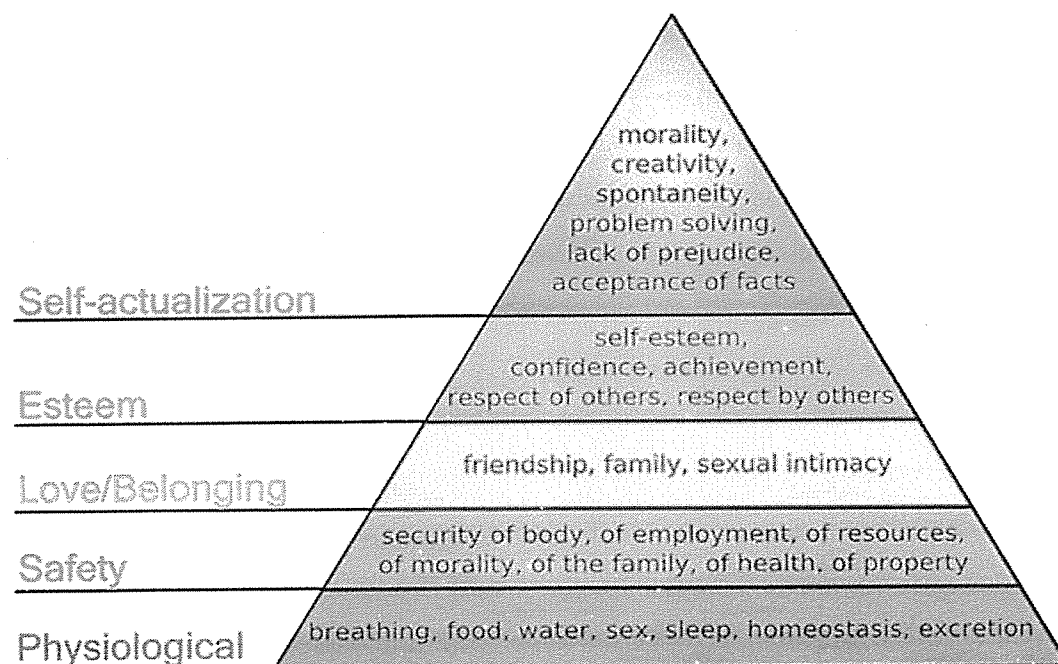 morality,
creativity,
spontaneity,
problem solving,
lack of prejudice,
acceptance of facts
Self-actualization
self-esteem,
confidence, achievement,
respect of others, respect by others
Esteem
friendship, family, sexual intimacy
Love/Belonging
security of body, of employment, of resources,
of morality, of the family, of health, of property
Safety
breathing, food, water, sex, sleep, homeostasis, excretion
Physiological